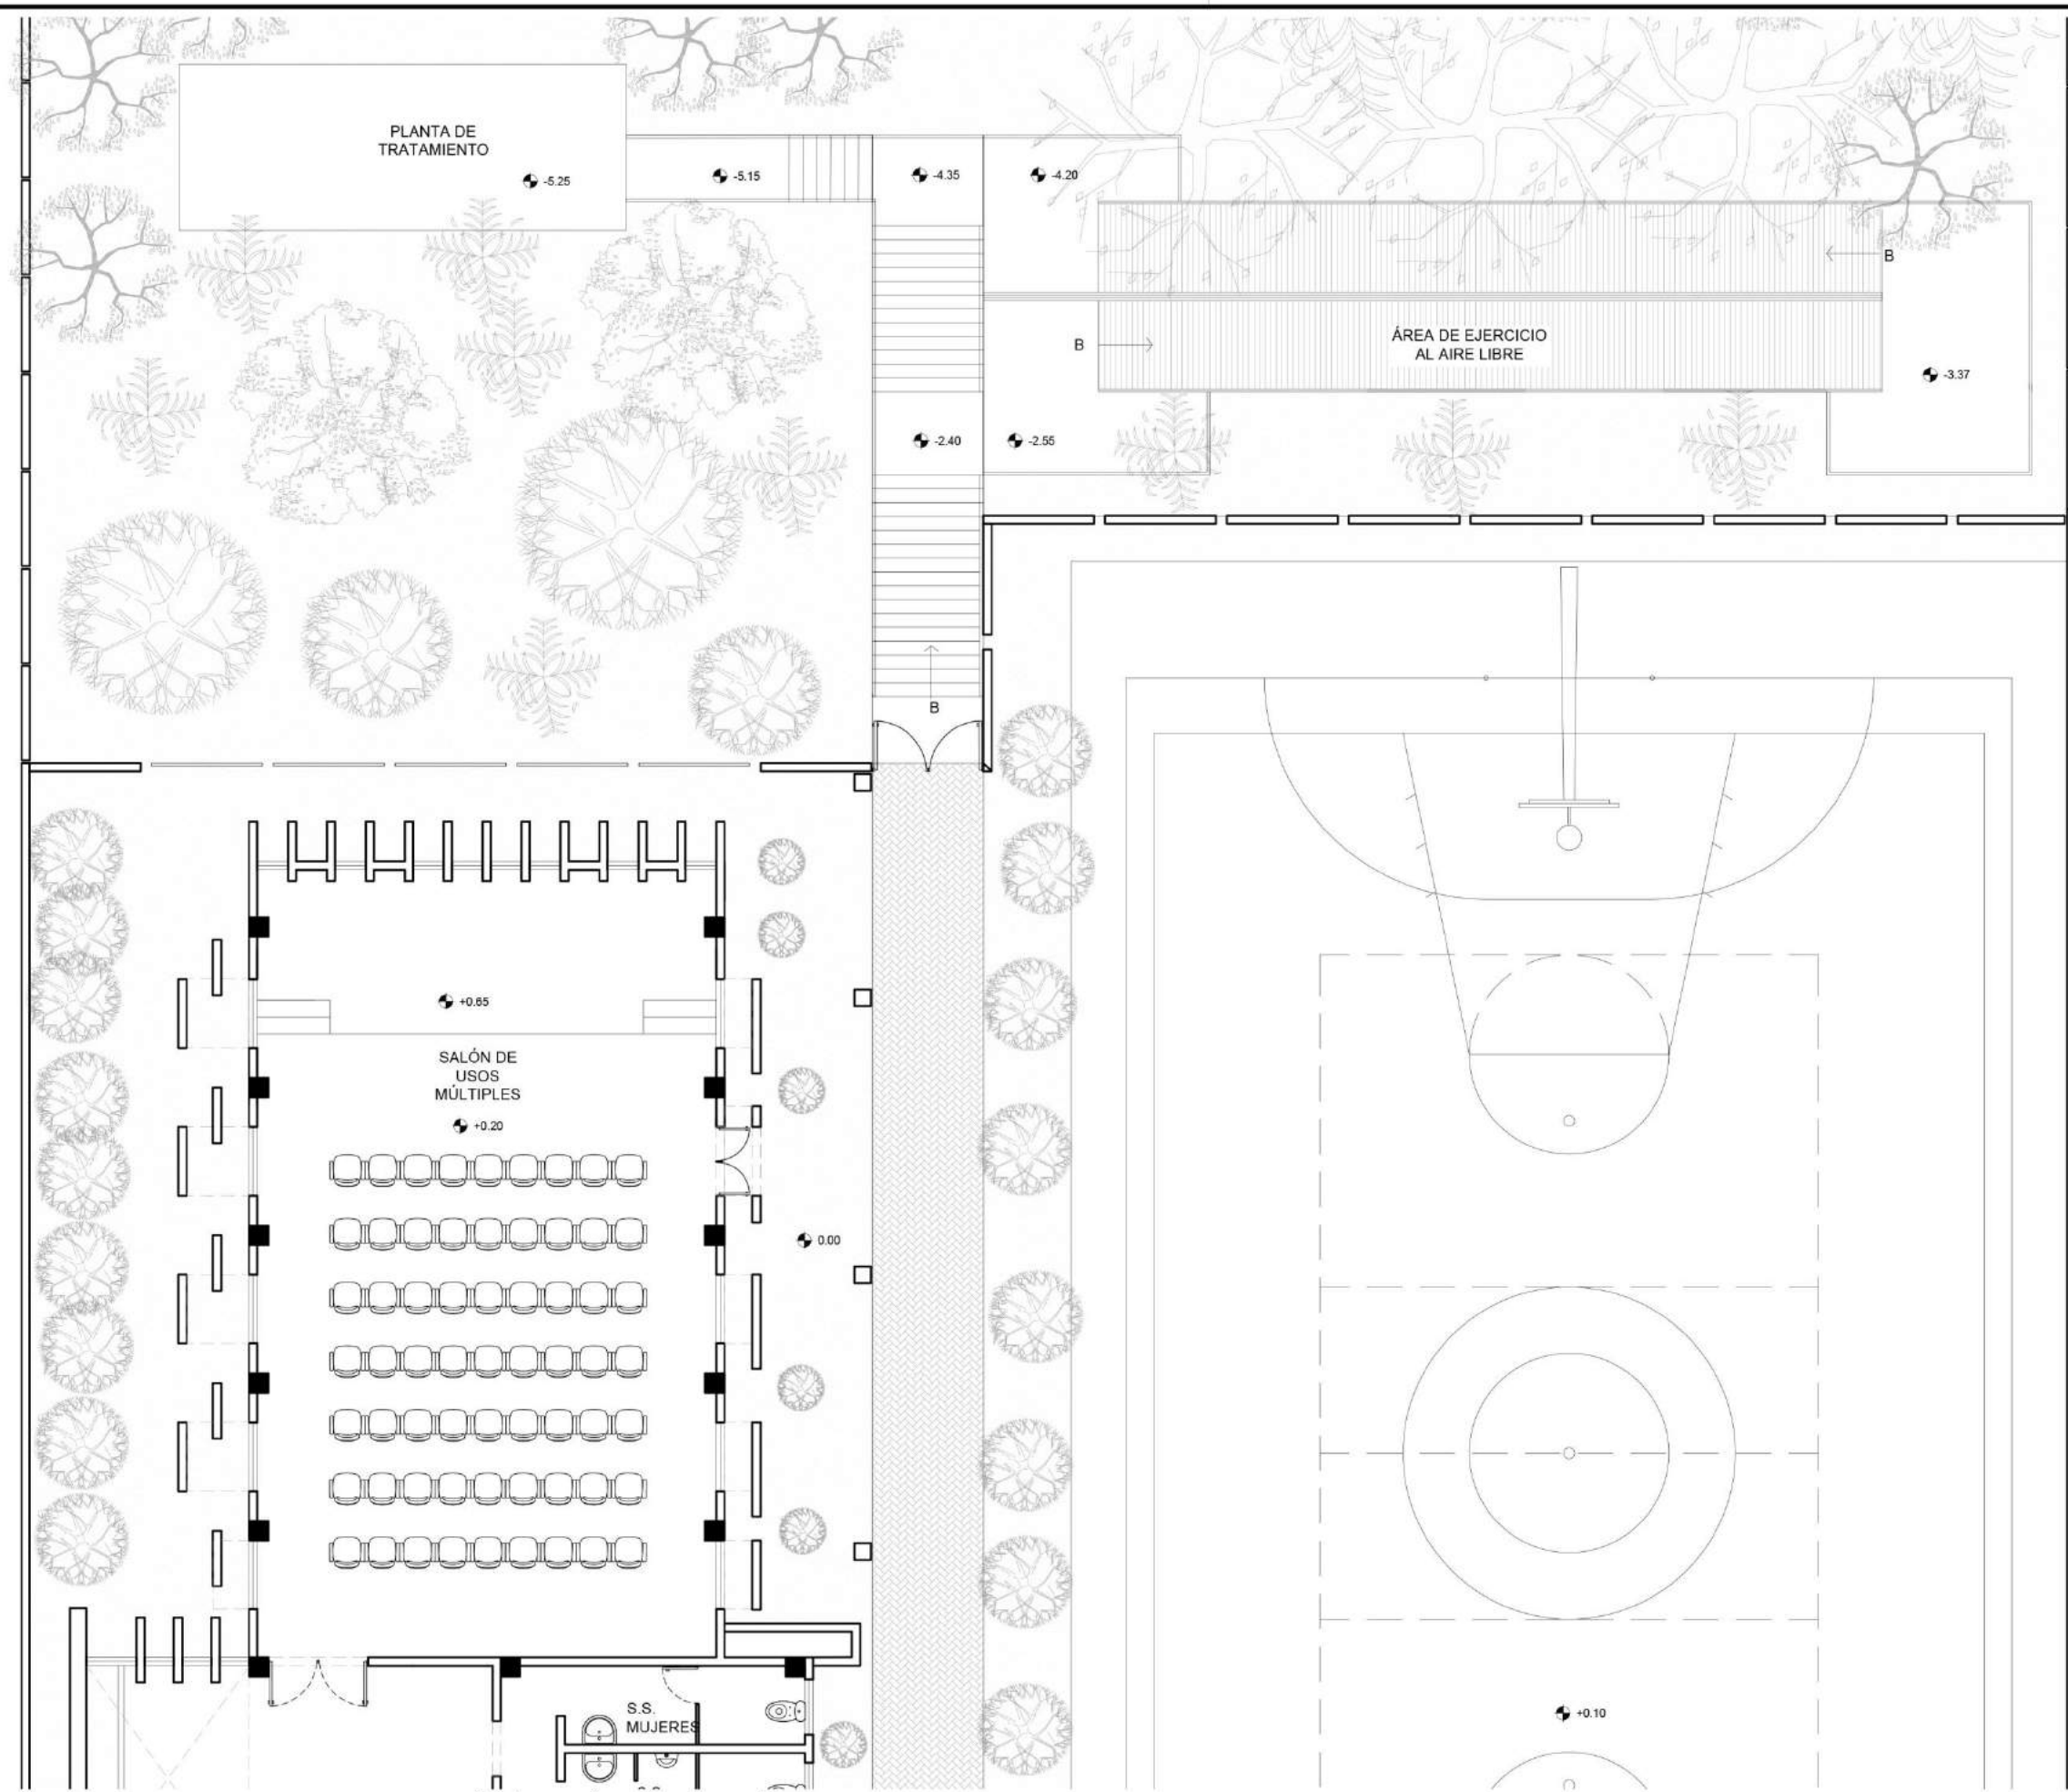 PLANTA DE
TRATAMIENTO
-5.25
-5.15
-4.35
-4.20
B
B
ÁREA DE EJERCICIO
AL AIRE LIBRE
-3.37
-2.40
-2.55
B
+0.65
SALÓN DE
USOS
MÚLTIPLES
+0.20
0.00
S.S.
MUJERES
+0.10